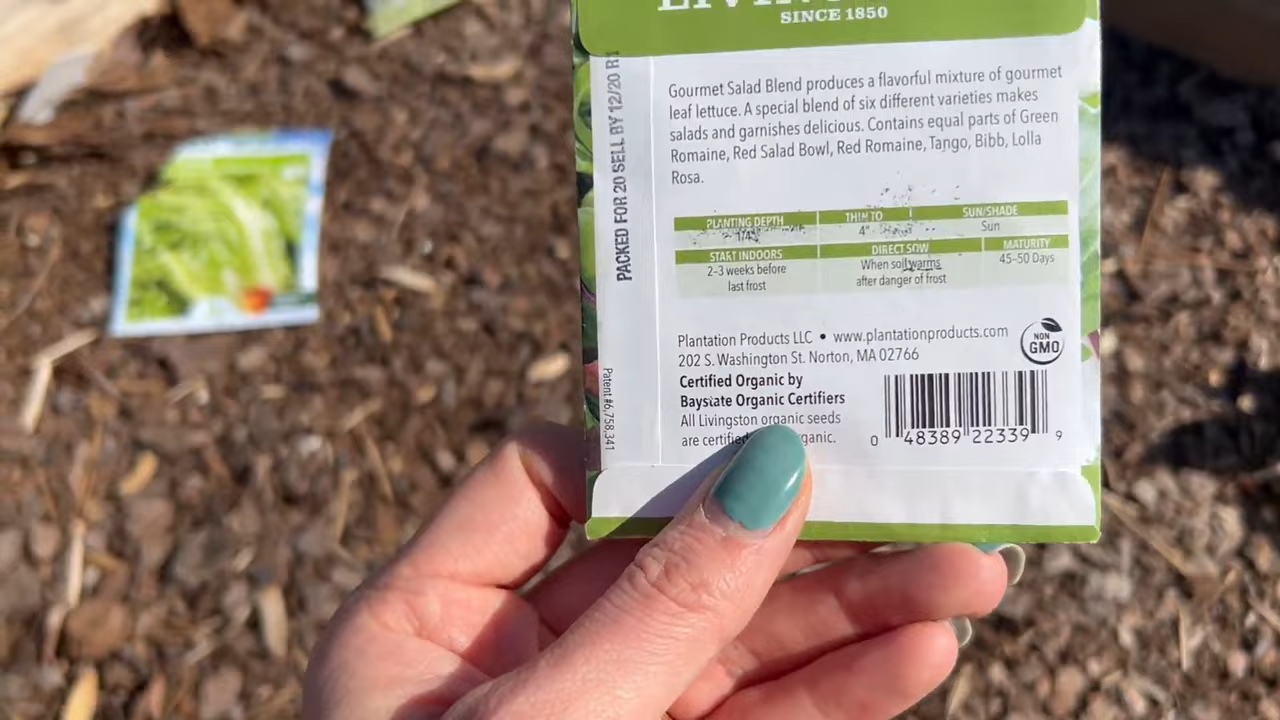 SINCE 1850
PACKED FOR 20 SELL BY 12/20
Gourmet Salad Blend produces a flavorful mixture of gourmet
leaf lettuce. A special blend of six different varieties makes
salads and garnishes delicious. Contains equal parts of Green
Romaine, Red Salad Bowl, Red Romaine, Tango, Bibb, Lolla
Rosa.
PLANTING DEPTH THIN TO SUN/SHADE
1/4" 4" Sun
START INDOORS DIRECT SOW MATURITY
2-3 weeks before When soil warms 45-50 Days
last frost after danger of frost
Plantation Products LLC • www.plantationproducts.com
202 S. Washington St. Norton, MA 02766
NON
GMO
Certified Organic by
Baystate Organic Certifiers
All Livingston organic seeds
are certified organic.
0 48389 22339 9
Patent #6,758,341